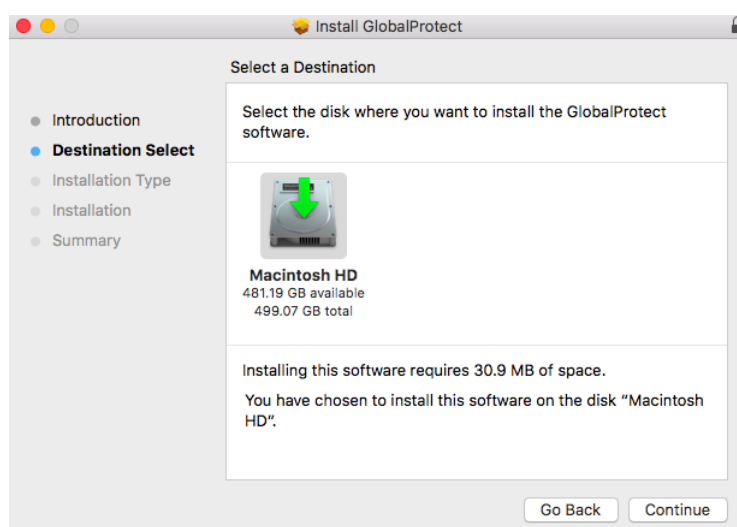 Install GlobalProtect
Select a Destination
Introduction
Destination Select
Installation Type
Installation
Summary
Select the disk where you want to install the GlobalProtect
software.
Macintosh HD
481.19 GB available
499.07 GB total
Installing this software requires 30.9 MB of space.
You have chosen to install this software on the disk “Macintosh
HD”.
Go Back
Continue